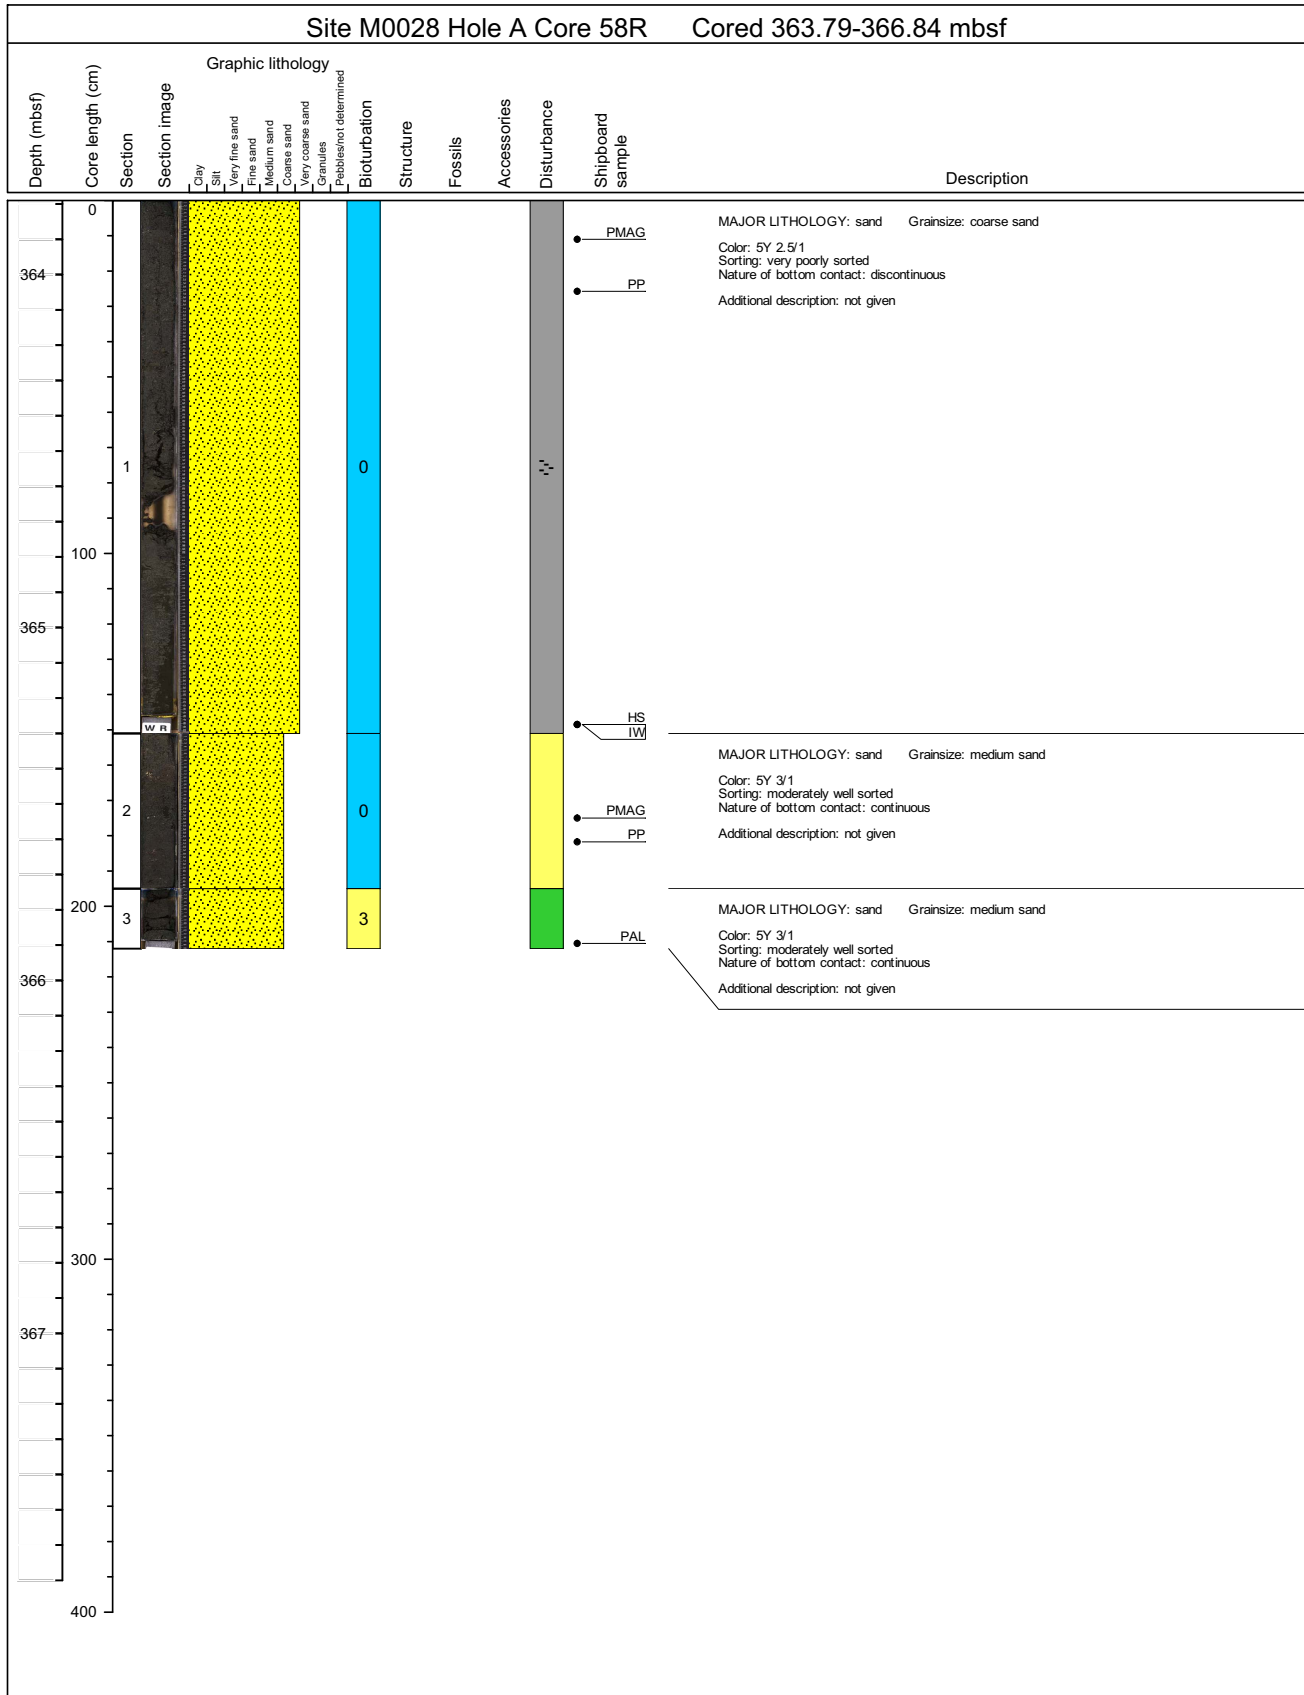 Site M0028 Hole A Core 58R Cored 363.79-366.84 mbsf
Graphic lithology
Depth (mbsf)
Core length (cm)
Section
Section image
Clay
Silt
Very fine sand
Fine sand
Medium sand
Coarse sand
Very coarse sand
Granules
Pebbles/not determined
Bioturbation
Structure
Fossils
Accessories
Disturbance
Shipboard
sample
Description
0
PMAG
364
PP
MAJOR LITHOLOGY: sand Grainsize: coarse sand
Color: 5Y 2.5/1
Sorting: very poorly sorted
Nature of bottom contact: discontinuous
Additional description: not given
1
0
100
365
W R
HS
IW
MAJOR LITHOLOGY: sand Grainsize: medium sand
Color: 5Y 3/1
Sorting: moderately well sorted
Nature of bottom contact: continuous
Additional description: not given
2
0
PMAG
PP
200
3
3
PAL
MAJOR LITHOLOGY: sand Grainsize: medium sand
Color: 5Y 3/1
Sorting: moderately well sorted
Nature of bottom contact: continuous
Additional description: not given
366
300
367
400